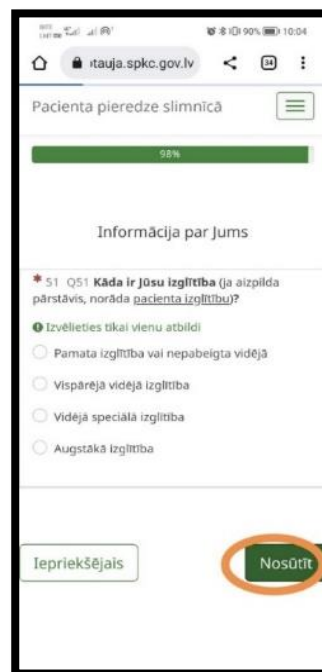 90% 10:04
ıtauja.spkc.gov.lv
34
Pacienta pieredze slimnīcā
98%
Informācija par Jums
* 51 Q51 Kāda ir Jūsu izglītība (ja aizpilda
pārstāvis, norāda pacienta izglītību)?
Izvēlieties tikai vienu atbildi
Pamata izglītība vai nepabeigta vidējā
Vispārējā vidējā izglītība
Vidējā speciālā izglītība
Augstākā izglītība
Iepriekšējais
Nosūtīt